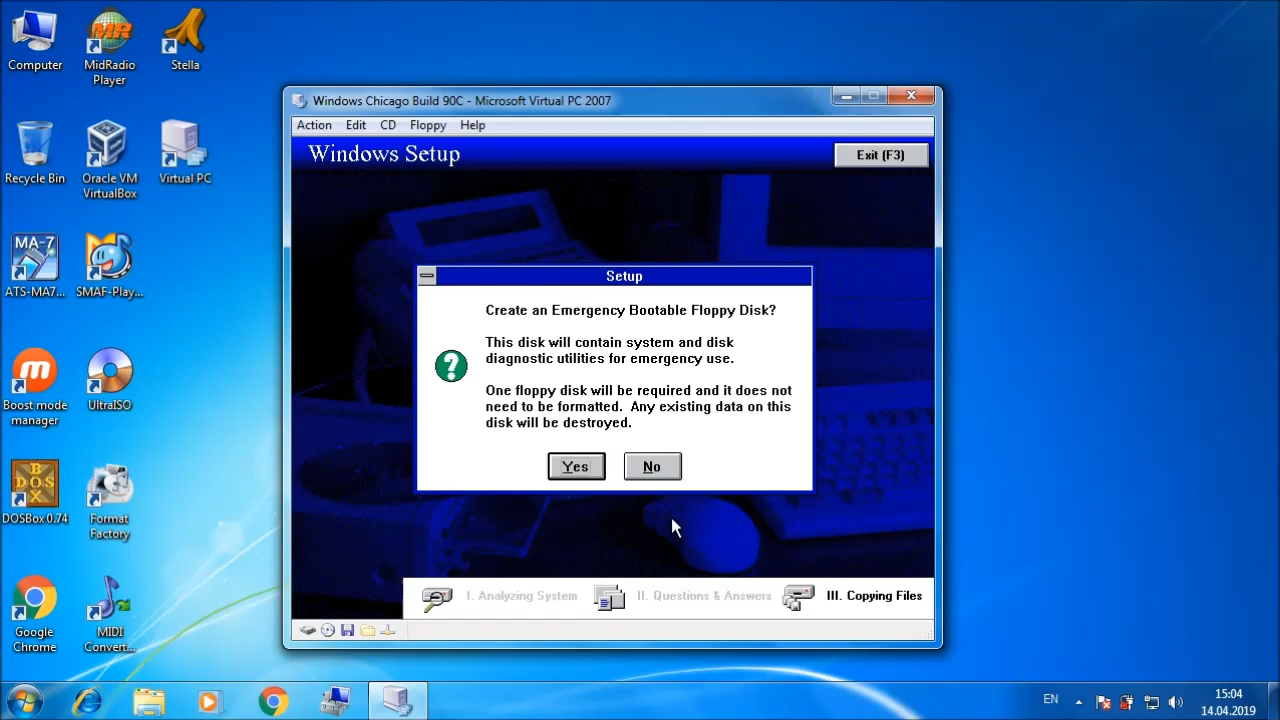 Computer
MidRadio
Player
Stella
Recycle Bin
Oracle VM
VirtualBox
Virtual PC
MA-7
ATS-MA7...
SMAF-Play...
Boost mode
manager
UltraISO
DOSBox 0.74
Format
Factory
Google
Chrome
MIDI
Convert...
Windows Chicago Build 90C - Microsoft Virtual PC 2007
Action Edit CD Floppy Help
Windows Setup
Exit (F3)
Setup
Create an Emergency Bootable Floppy Disk?
This disk will contain system and disk
diagnostic utilities for emergency use.
One floppy disk will be required and it does not
need to be formatted. Any existing data on this
disk will be destroyed.
Yes No
I. Analyzing System II. Questions & Answers III. Copying Files
EN
15:04
14.04.2019